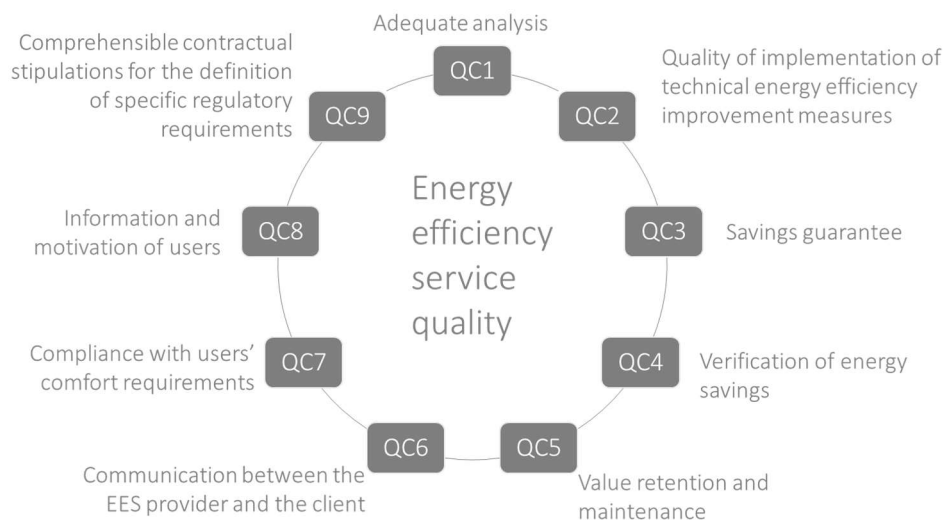 Adequate analysis
QC1
Quality of implementation of
technical energy efficiency
improvement measures
QC2
QC3
Savings guarantee
QC4
Verification of energy
savings
QC5
Value retention and
maintenance
QC6
Communication between the
EES provider and the client
QC7
Compliance with users’
comfort requirements
QC8
Information and
motivation of users
QC9
Comprehensible contractual
stipulations for the definition
of specific regulatory
requirements
Energy
efficiency
service
quality